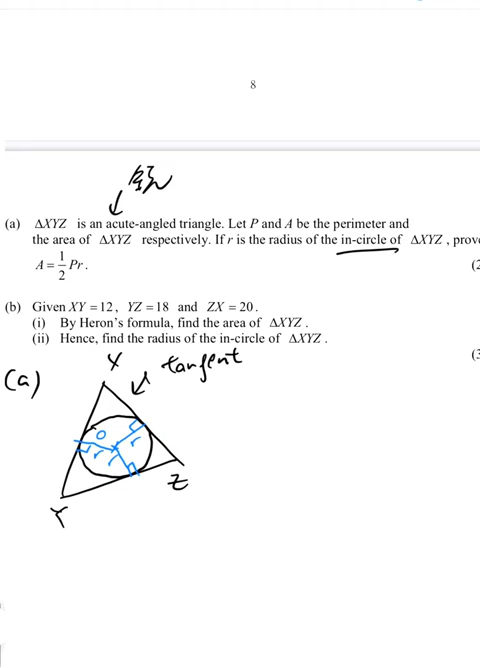 8
銳
(a) ΔXYZ is an acute-angled triangle. Let P and A be the perimeter and
the area of ΔXYZ respectively. If r is the radius of the in-circle of ΔXYZ, prove
A = 1/2 Pr.
(2
(b) Given XY = 12, YZ = 18 and ZX = 20.
(i) By Heron's formula, find the area of ΔXYZ.
(ii) Hence, find the radius of the in-circle of ΔXYZ.
(3
(a)
X
tangent
O
r
r
r
Z
Y